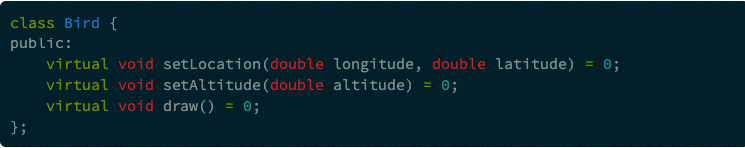 class Bird {
public:
    virtual void setLocation(double longitude, double latitude) = 0;
    virtual void setAltitude(double altitude) = 0;
    virtual void draw() = 0;
};